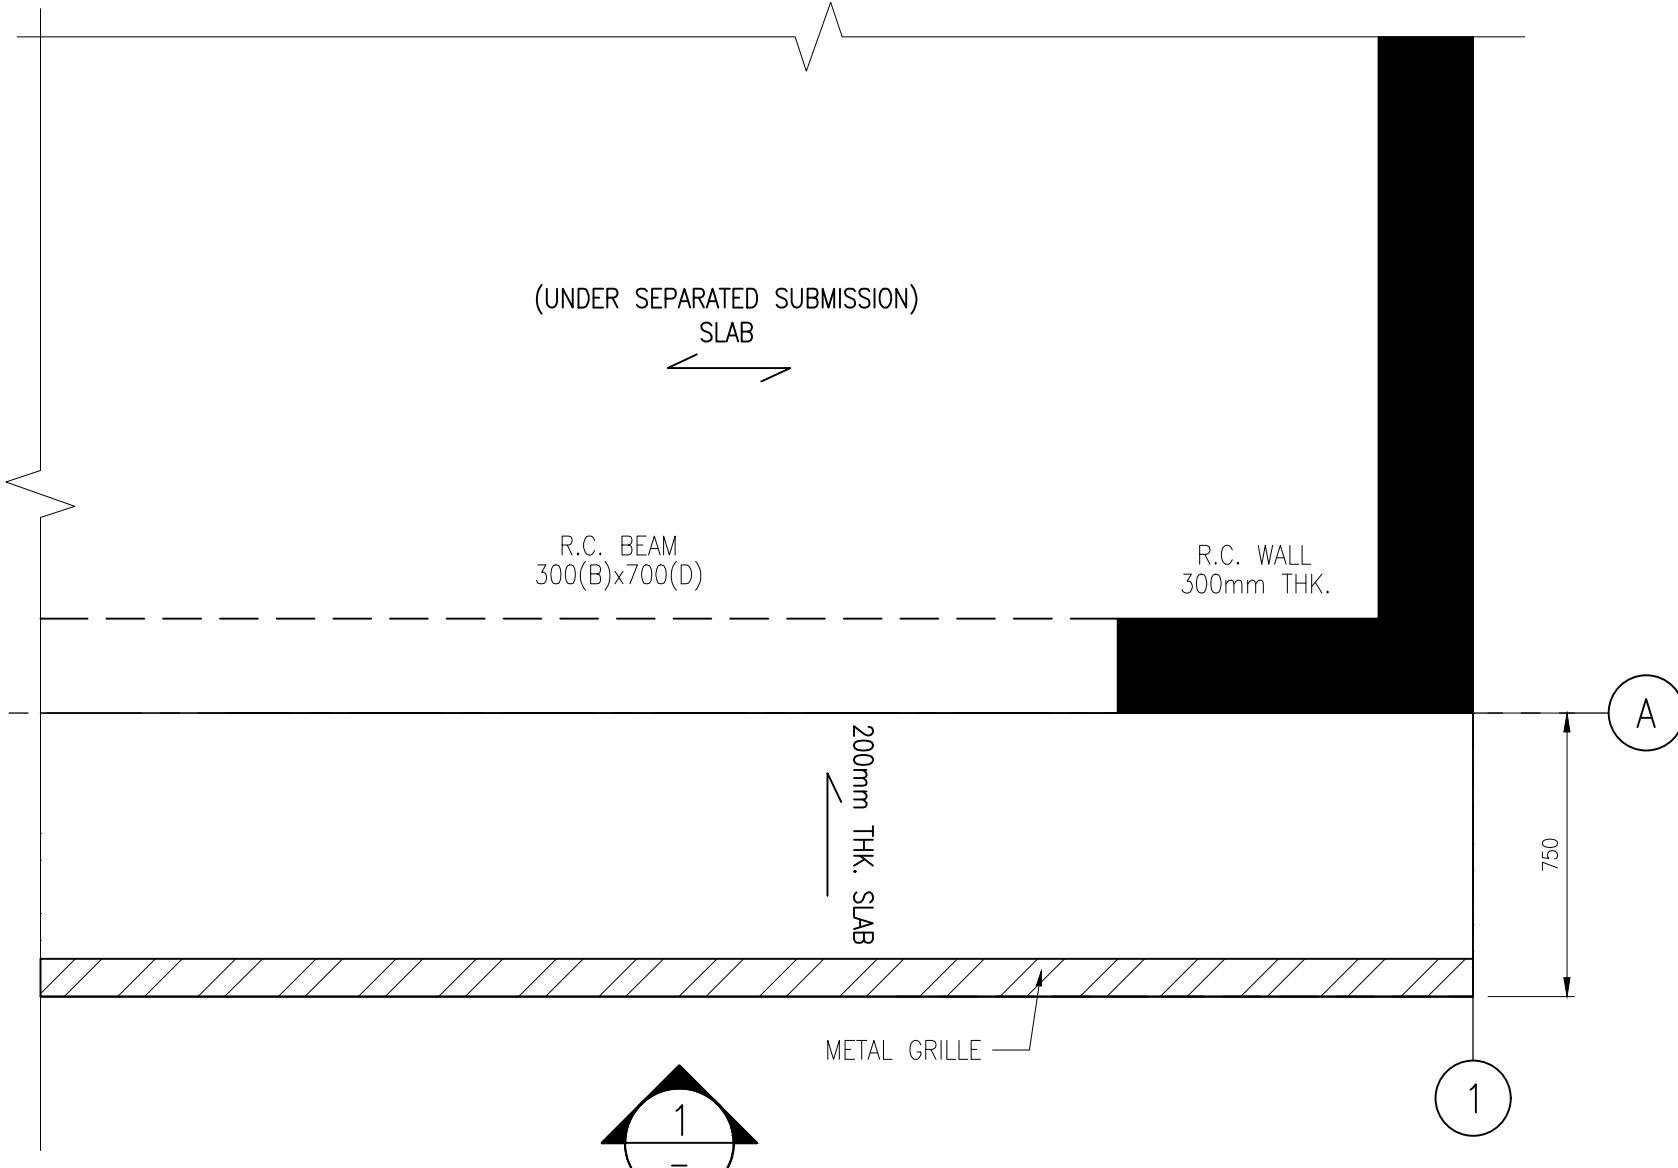 (UNDER SEPARATED SUBMISSION)
SLAB
R.C. BEAM
300(B)x700(D)
R.C. WALL
300mm THK.
A
200mm THK. SLAB
750
METAL GRILLE
1
1